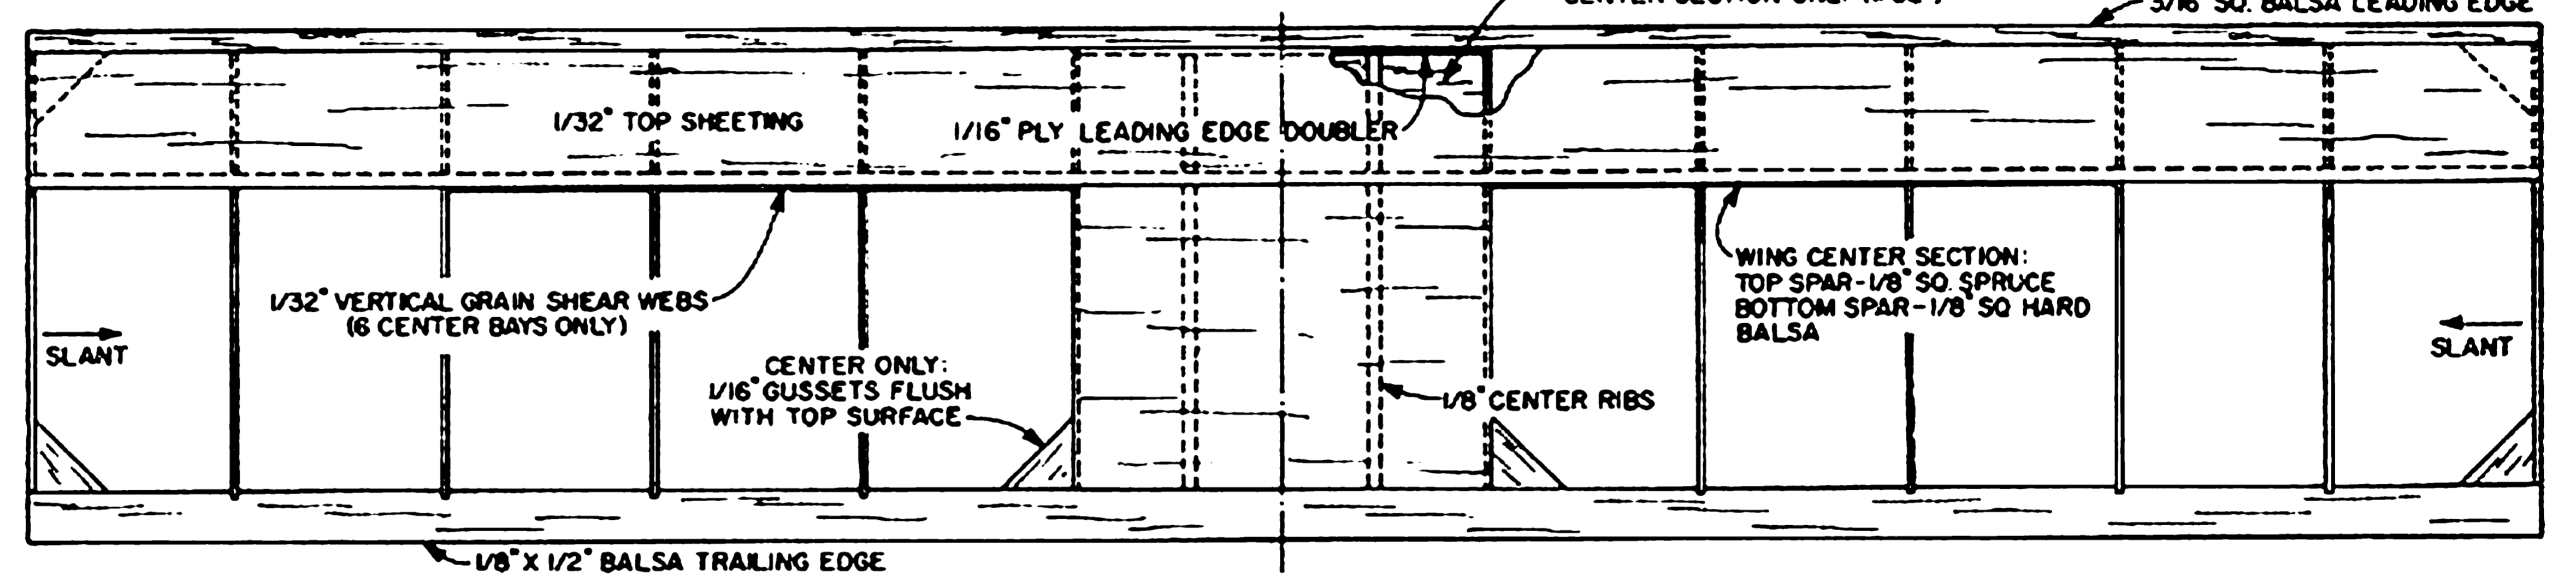 3/16" SQ. BALSA LEADING EDGE
1/32" TOP SHEETING
1/16" PLY LEADING EDGE DOUBLER
1/32" VERTICAL GRAIN SHEAR WEBS
(6 CENTER BAYS ONLY)
WING CENTER SECTION:
TOP SPAR-1/8" SQ. SPRUCE
BOTTOM SPAR-1/8" SQ HARD
BALSA
SLANT
SLANT
CENTER ONLY:
1/16" GUSSETS FLUSH
WITH TOP SURFACE
1/8" CENTER RIBS
1/8" X 1/2" BALSA TRAILING EDGE